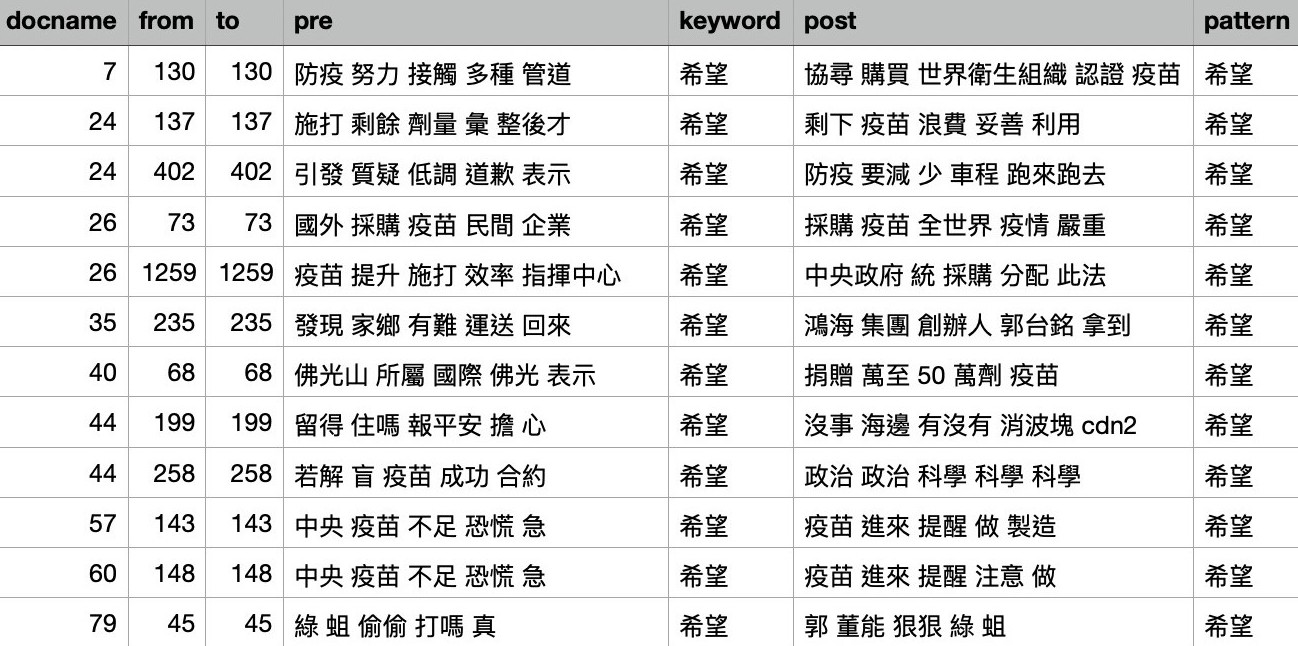 docname from to pre keyword post pattern
7 130 130 防疫 努力 接觸 多種 管道 希望 協尋 購買 世界衛生組織 認證 疫苗 希望
24 137 137 施打 剩餘 劑量 彙 整後才 希望 剩下 疫苗 浪費 妥善 利用 希望
24 402 402 引發 質疑 低調 道歉 表示 希望 防疫 要減 少 車程 跑來跑去 希望
26 73 73 國外 採購 疫苗 民間 企業 希望 採購 疫苗 全世界 疫情 嚴重 希望
26 1259 1259 疫苗 提升 施打 效率 指揮中心 希望 中央政府 統 採購 分配 此法 希望
35 235 235 發現 家鄉 有難 運送 回來 希望 鴻海 集團 創辦人 郭台銘 拿到 希望
40 68 68 佛光山 所屬 國際 佛光 表示 希望 捐贈 萬至 50 萬劑 疫苗 希望
44 199 199 留得 住嗎 報平安 擔 心 希望 沒事 海邊 有沒有 消波塊 cdn2 希望
44 258 258 若解 盲 疫苗 成功 合約 希望 政治 政治 科學 科學 科學 希望
57 143 143 中央 疫苗 不足 恐慌 急 希望 疫苗 進來 提醒 做 製造 希望
60 148 148 中央 疫苗 不足 恐慌 急 希望 疫苗 進來 提醒 注意 做 希望
79 45 45 綠 蛆 偷偷 打嗎 真 希望 郭 董能 狠狠 綠 蛆 希望